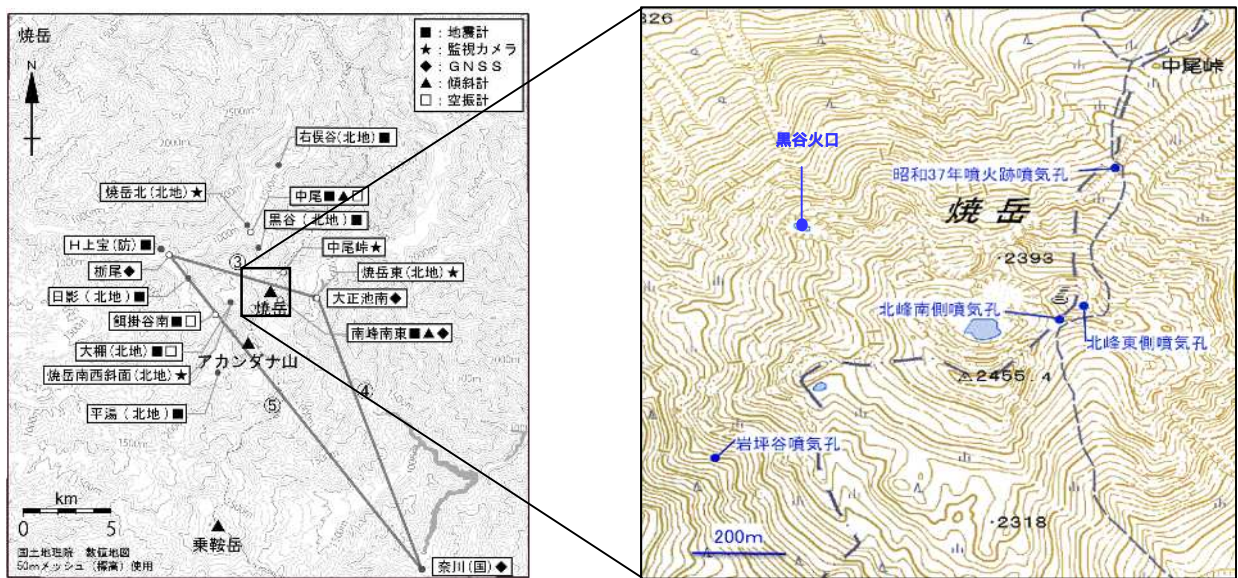 焼岳
N
■：地震計
★：監視カメラ
◆：GNSS
▲：傾斜計
□：空振計
右俣谷(北地)■
焼岳北(北地)★
中尾■▲□
黒谷(北地)■
H上宝(防)■
中尾峠★
栃尾◆
③
焼岳東(北地)★
日影(北地)■
焼岳
大正池南◆
餌掛谷南■□
南峰南東■▲◆
大棚(北地)■□
アカンダナ山
焼岳南西斜面(北地)★
④
平湯(北地)■
⑤
km
0 5
乗鞍岳
国土地理院 数値地図
50mメッシュ(標高)使用
奈川(国)◆
826
中尾峠
黒谷火口
昭和37年噴火跡噴気孔
焼岳
・2393
北峰南側噴気孔
北峰東側噴気孔
△2455.4
岩坪谷噴気孔
・2318
200m